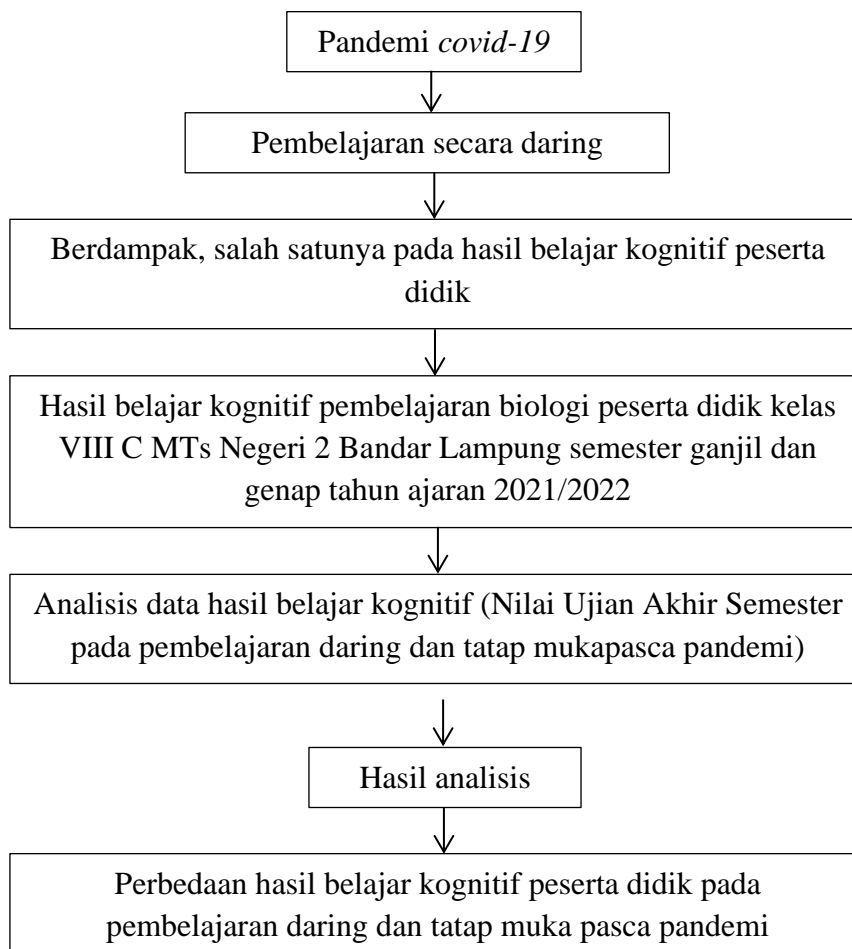 Pandemi covid-19
Pembelajaran secara daring
Berdampak, salah satunya pada hasil belajar kognitif peserta
didik
Hasil belajar kognitif pembelajaran biologi peserta didik kelas
VIII C MTs Negeri 2 Bandar Lampung semester ganjil dan
genap tahun ajaran 2021/2022
Analisis data hasil belajar kognitif (Nilai Ujian Akhir Semester
pada pembelajaran daring dan tatap mukapasca pandemi)
Hasil analisis
Perbedaan hasil belajar kognitif peserta didik pada
pembelajaran daring dan tatap muka pasca pandemi